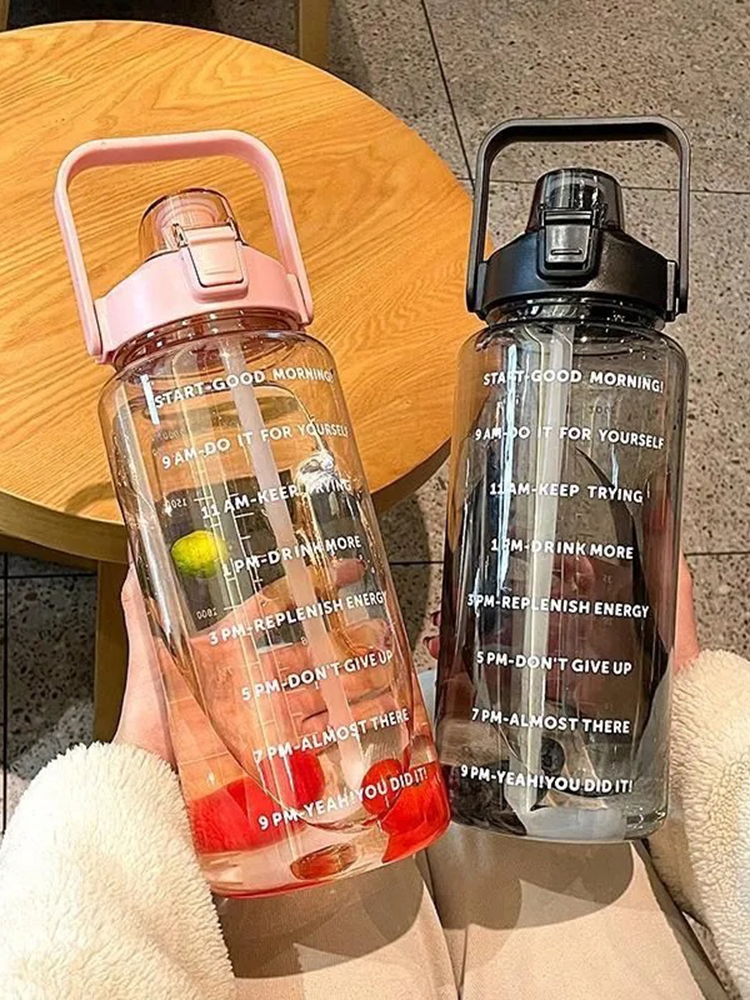 START-GOOD MORNING!
9 AM-DO IT FOR YOURSELF
11 AM-KEEP TRYING
1 PM-DRINK MORE
3 PM-REPLENISH ENERGY
5 PM-DON'T GIVE UP
7 PM-ALMOST THERE
9 PM-YEAH!YOU DID IT!
START-GOOD MORNING!
9 AM-DO IT FOR YOURSELF
11 AM-KEEP TRYING
1 PM-DRINK MORE
3 PM-REPLENISH ENERGY
5 PM-DON'T GIVE UP
7 PM-ALMOST THERE
9 PM-YEAH!YOU DID IT!